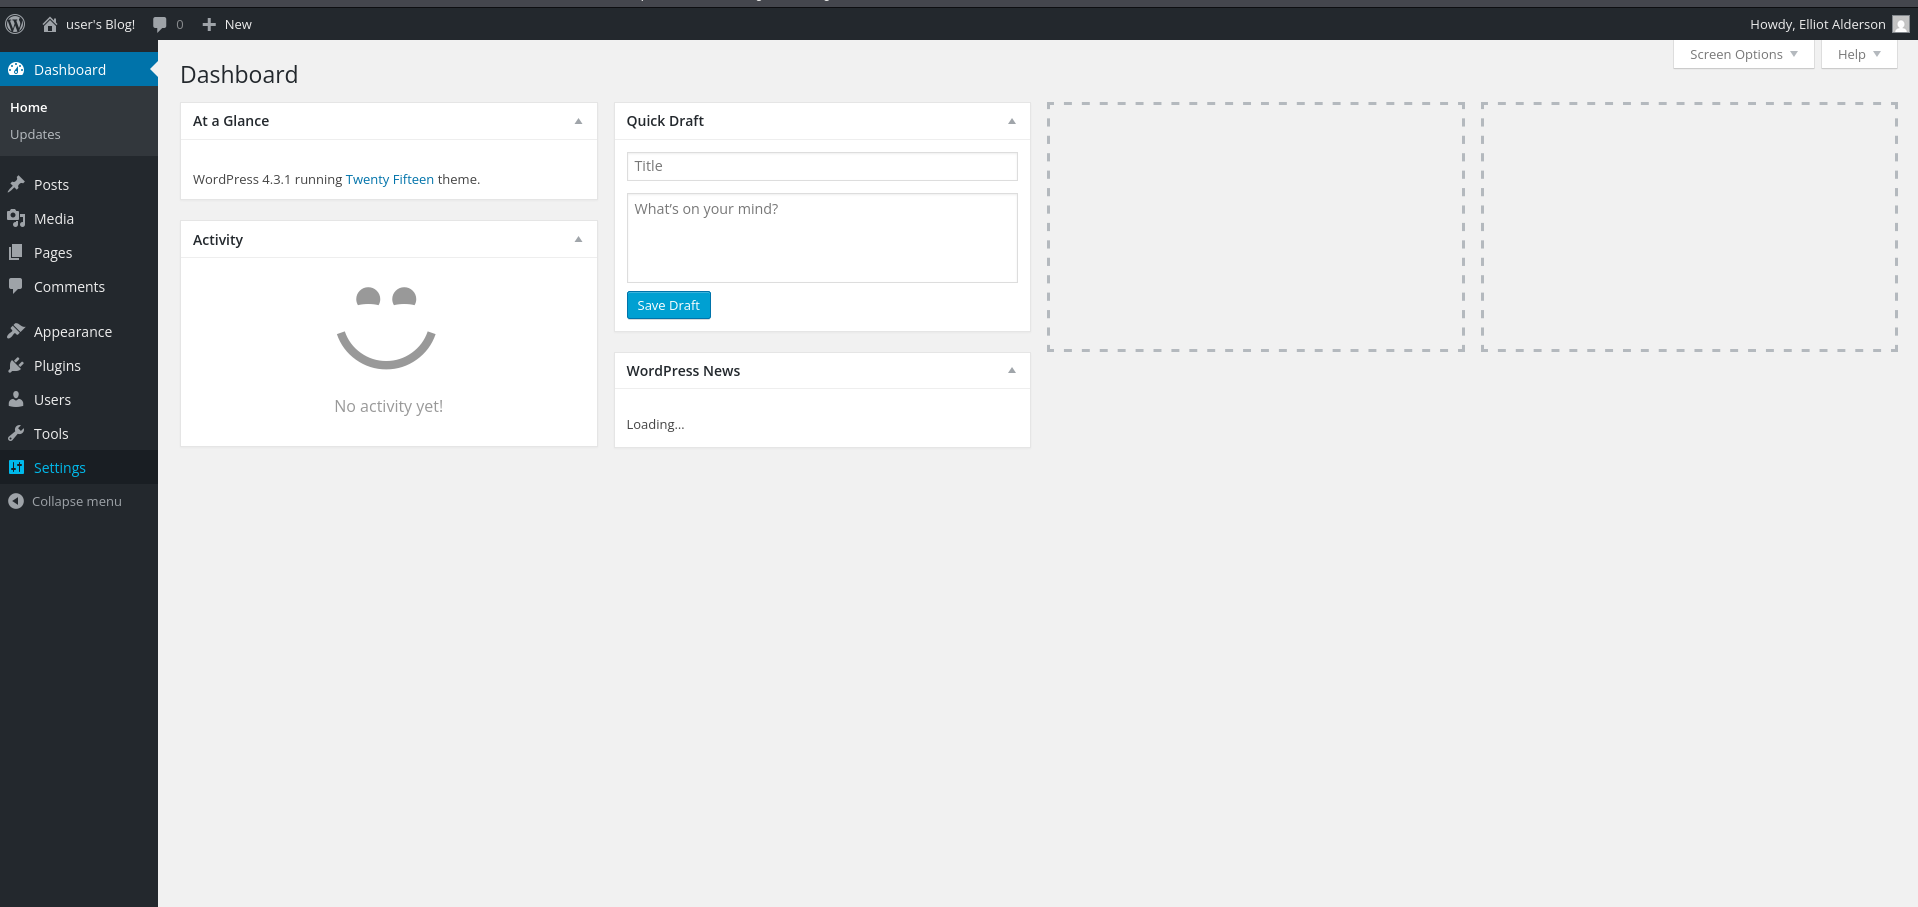 user's Blog!
0
New
Howdy, Elliot Alderson
Dashboard
Home
Updates
Posts
Media
Pages
Comments
Appearance
Plugins
Users
Tools
Settings
Collapse menu
Screen Options
Help
Dashboard
At a Glance
WordPress 4.3.1 running Twenty Fifteen theme.
Activity
No activity yet!
Quick Draft
Title
What's on your mind?
Save Draft
WordPress News
Loading...